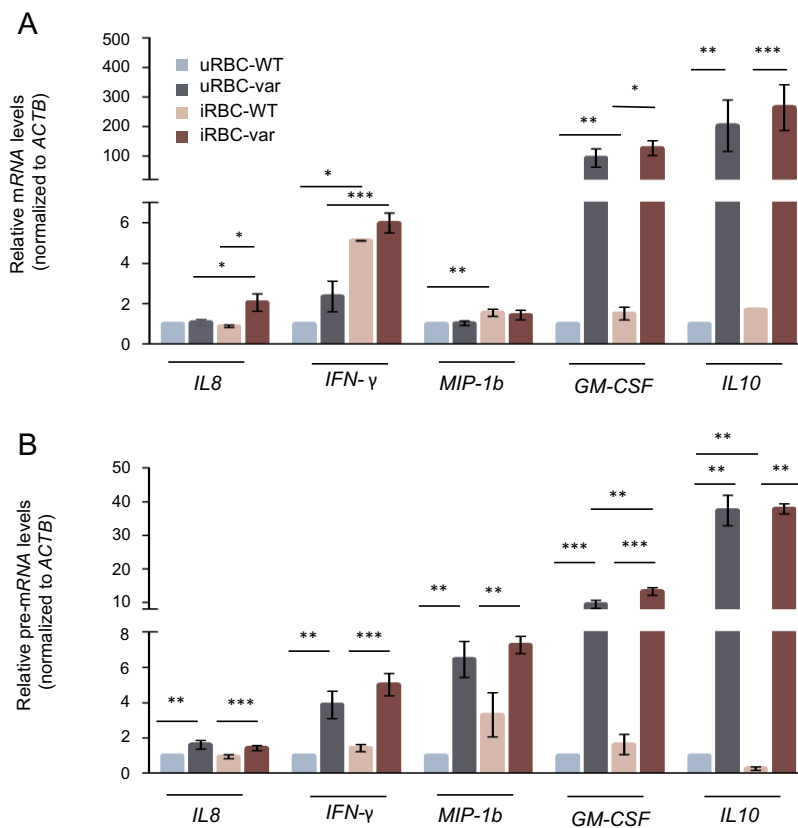 A
Relative mRNA levels
(normalized to ACTB)
500
400
300
200
100
6
4
2
0
uRBC-WT
uRBC-var
iRBC-WT
iRBC-var
*
*
*
***
**
**
*
**
***
IL8
IFN- γ
MIP-1b
GM-CSF
IL10
B
Relative pre-mRNA levels
(normalized to ACTB)
50
40
30
20
10
8
6
4
2
0
**
***
**
***
**
**
***
**
***
**
**
**
IL8
IFN-γ
MIP-1b
GM-CSF
IL10